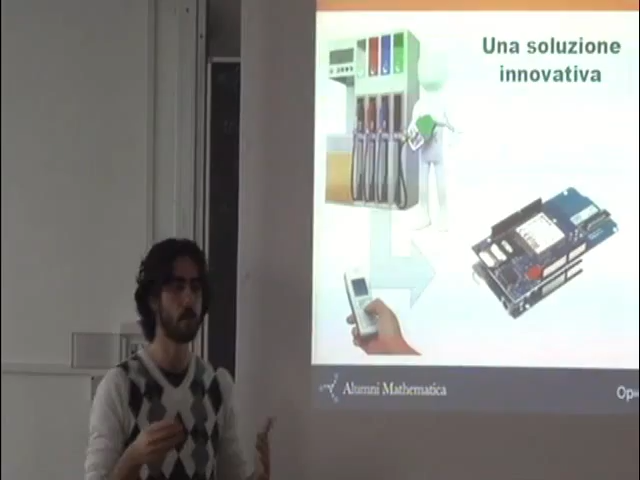 Una soluzione
innovativa
Alumni Mathematica